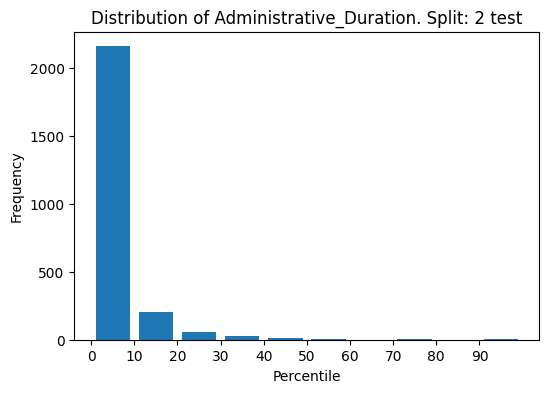 Distribution of Administrative_Duration. Split: 2 test
2000
1500
1000
500
0
Frequency
0 10 20 30 40 50 60 70 80 90
Percentile